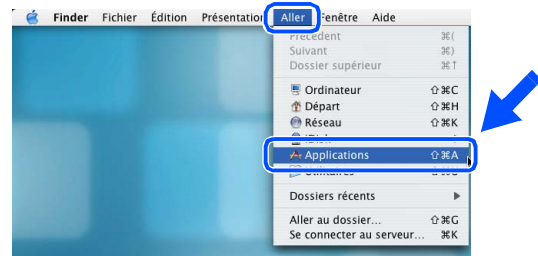 Finder Fichier Édition Présentation Aller Fenêtre Aide
Précédent ⌘(
Suivant ⌘)
Dossier supérieur ⌘↑
Ordinateur ⇧⌘C
Départ ⇧⌘H
Réseau ⇧⌘K
Applications ⇧⌘A
Utilitaires ⇧⌘U
Dossiers récents ▶
Aller au dossier... ⇧⌘G
Se connecter au serveur... ⌘K